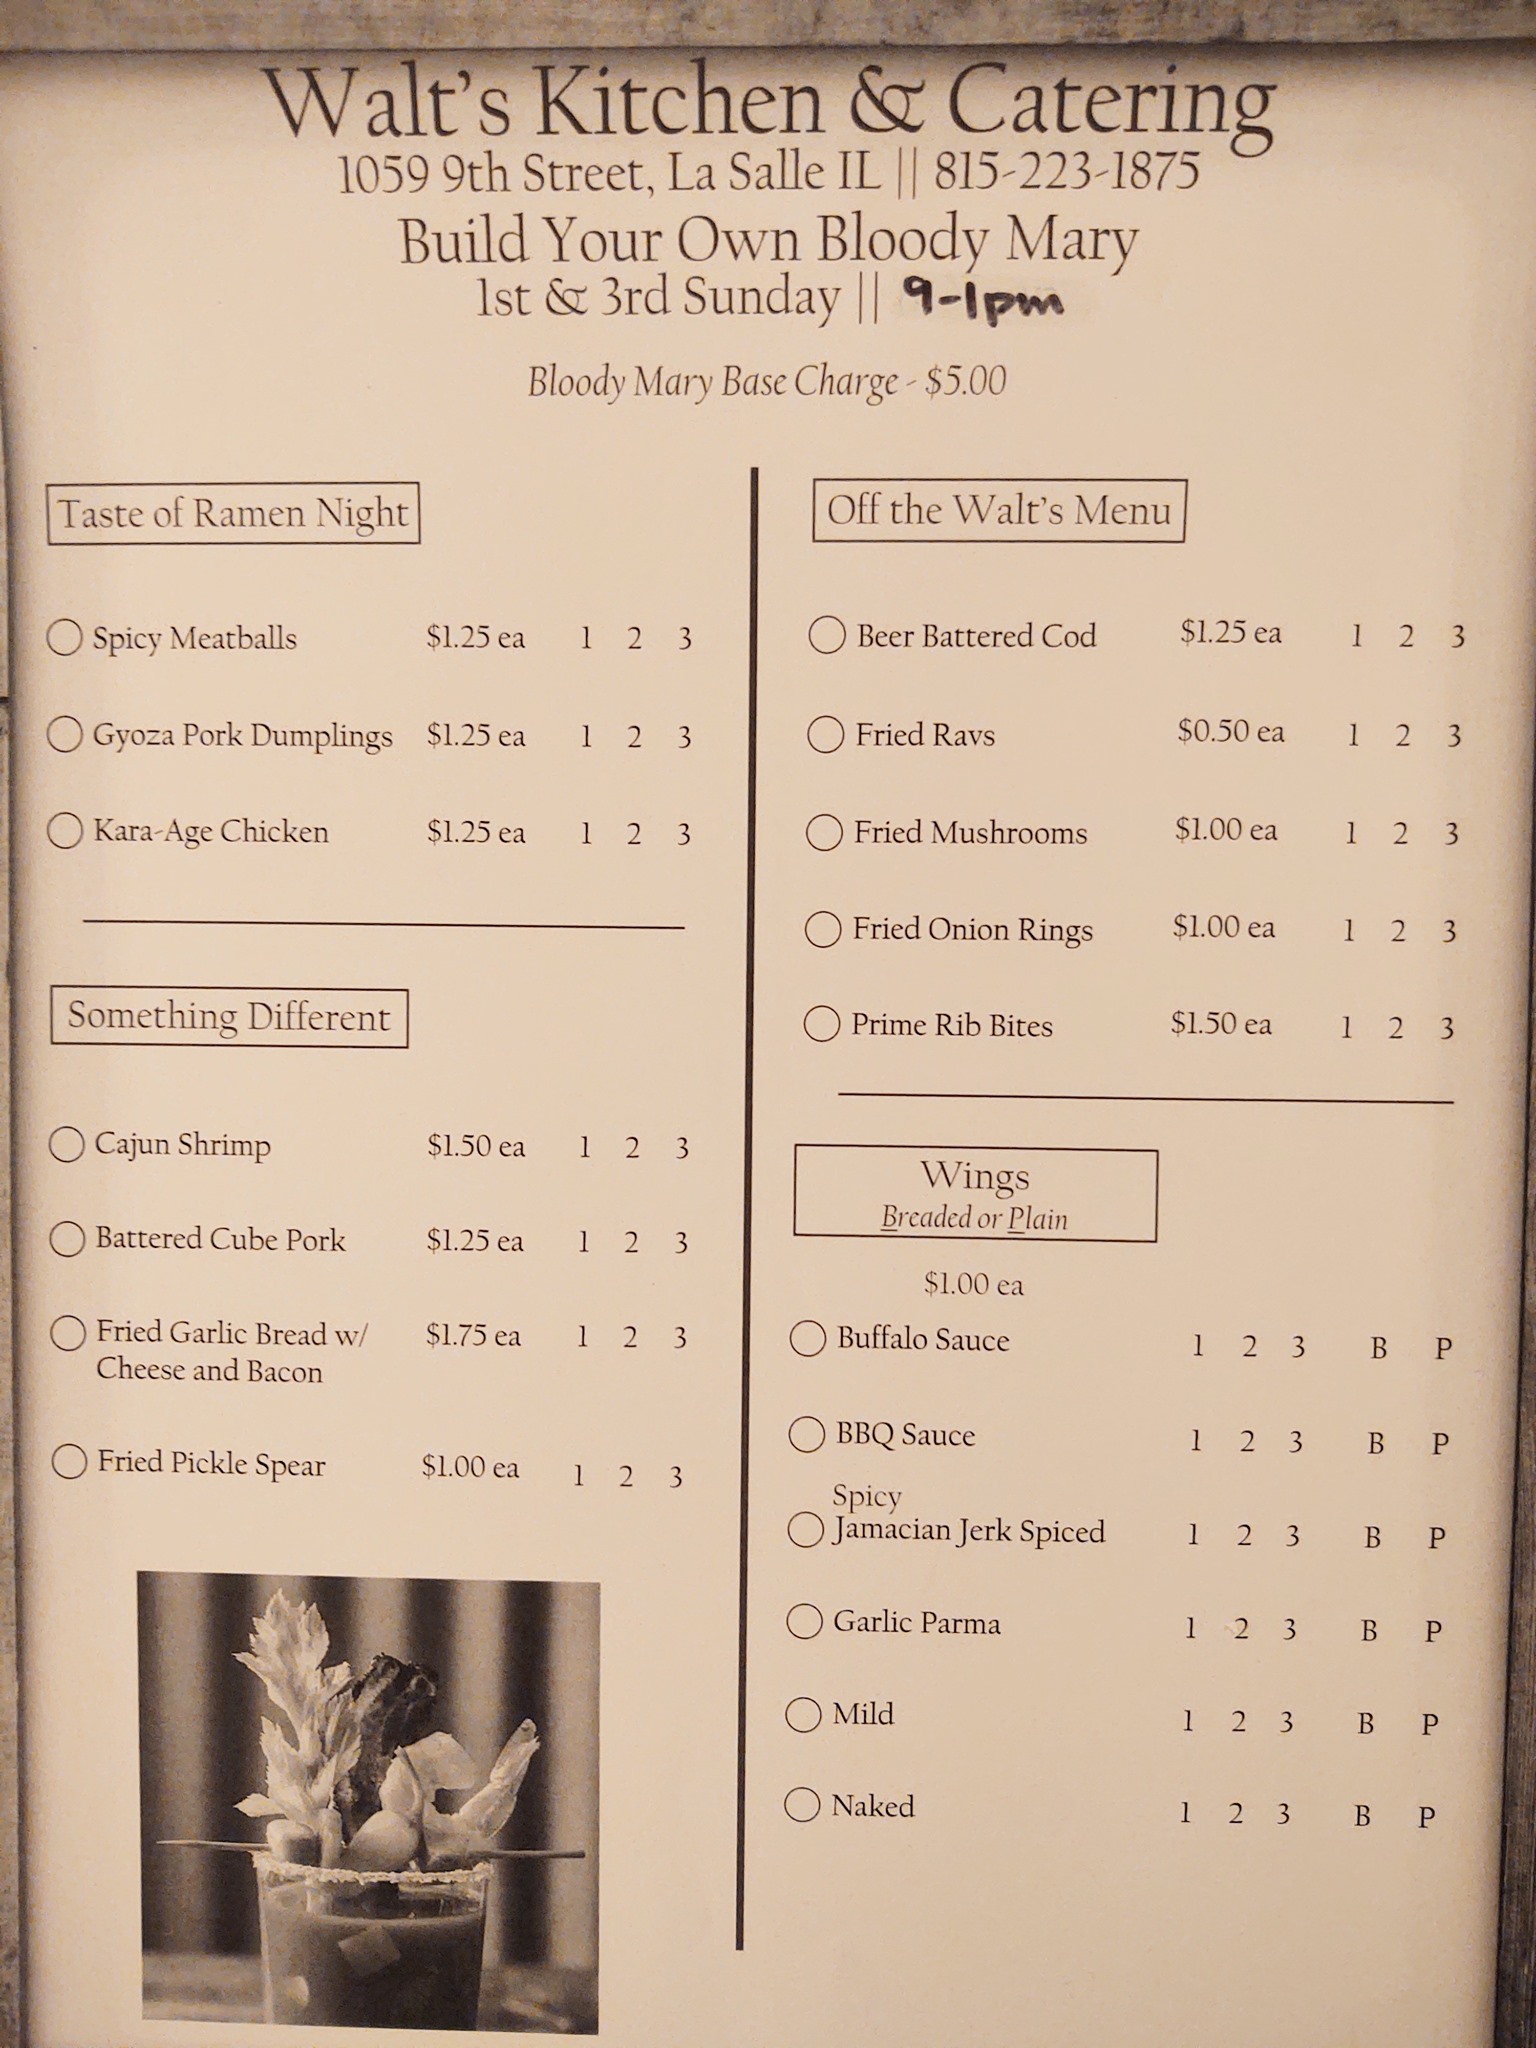 Walt's Kitchen & Catering
1059 9th Street, La Salle IL || 815-223-1875
Build Your Own Bloody Mary
1st & 3rd Sunday || 9-1pm
Bloody Mary Base Charge - $5.00
Taste of Ramen Night
Spicy Meatballs $1.25 ea 1 2 3
Gyoza Pork Dumplings $1.25 ea 1 2 3
Kara-Age Chicken $1.25 ea 1 2 3
Something Different
Cajun Shrimp $1.50 ea 1 2 3
Battered Cube Pork $1.25 ea 1 2 3
Fried Garlic Bread w/ $1.75 ea 1 2 3
Cheese and Bacon
Fried Pickle Spear $1.00 ea 1 2 3
Off the Walt's Menu
Beer Battered Cod $1.25 ea 1 2 3
Fried Ravs $0.50 ea 1 2 3
Fried Mushrooms $1.00 ea 1 2 3
Fried Onion Rings $1.00 ea 1 2 3
Prime Rib Bites $1.50 ea 1 2 3
Wings
Breaded or Plain
$1.00 ea
Buffalo Sauce 1 2 3 B P
BBQ Sauce 1 2 3 B P
Spicy
Jamacian Jerk Spiced 1 2 3 B P
Garlic Parma 1 2 3 B P
Mild 1 2 3 B P
Naked 1 2 3 B P